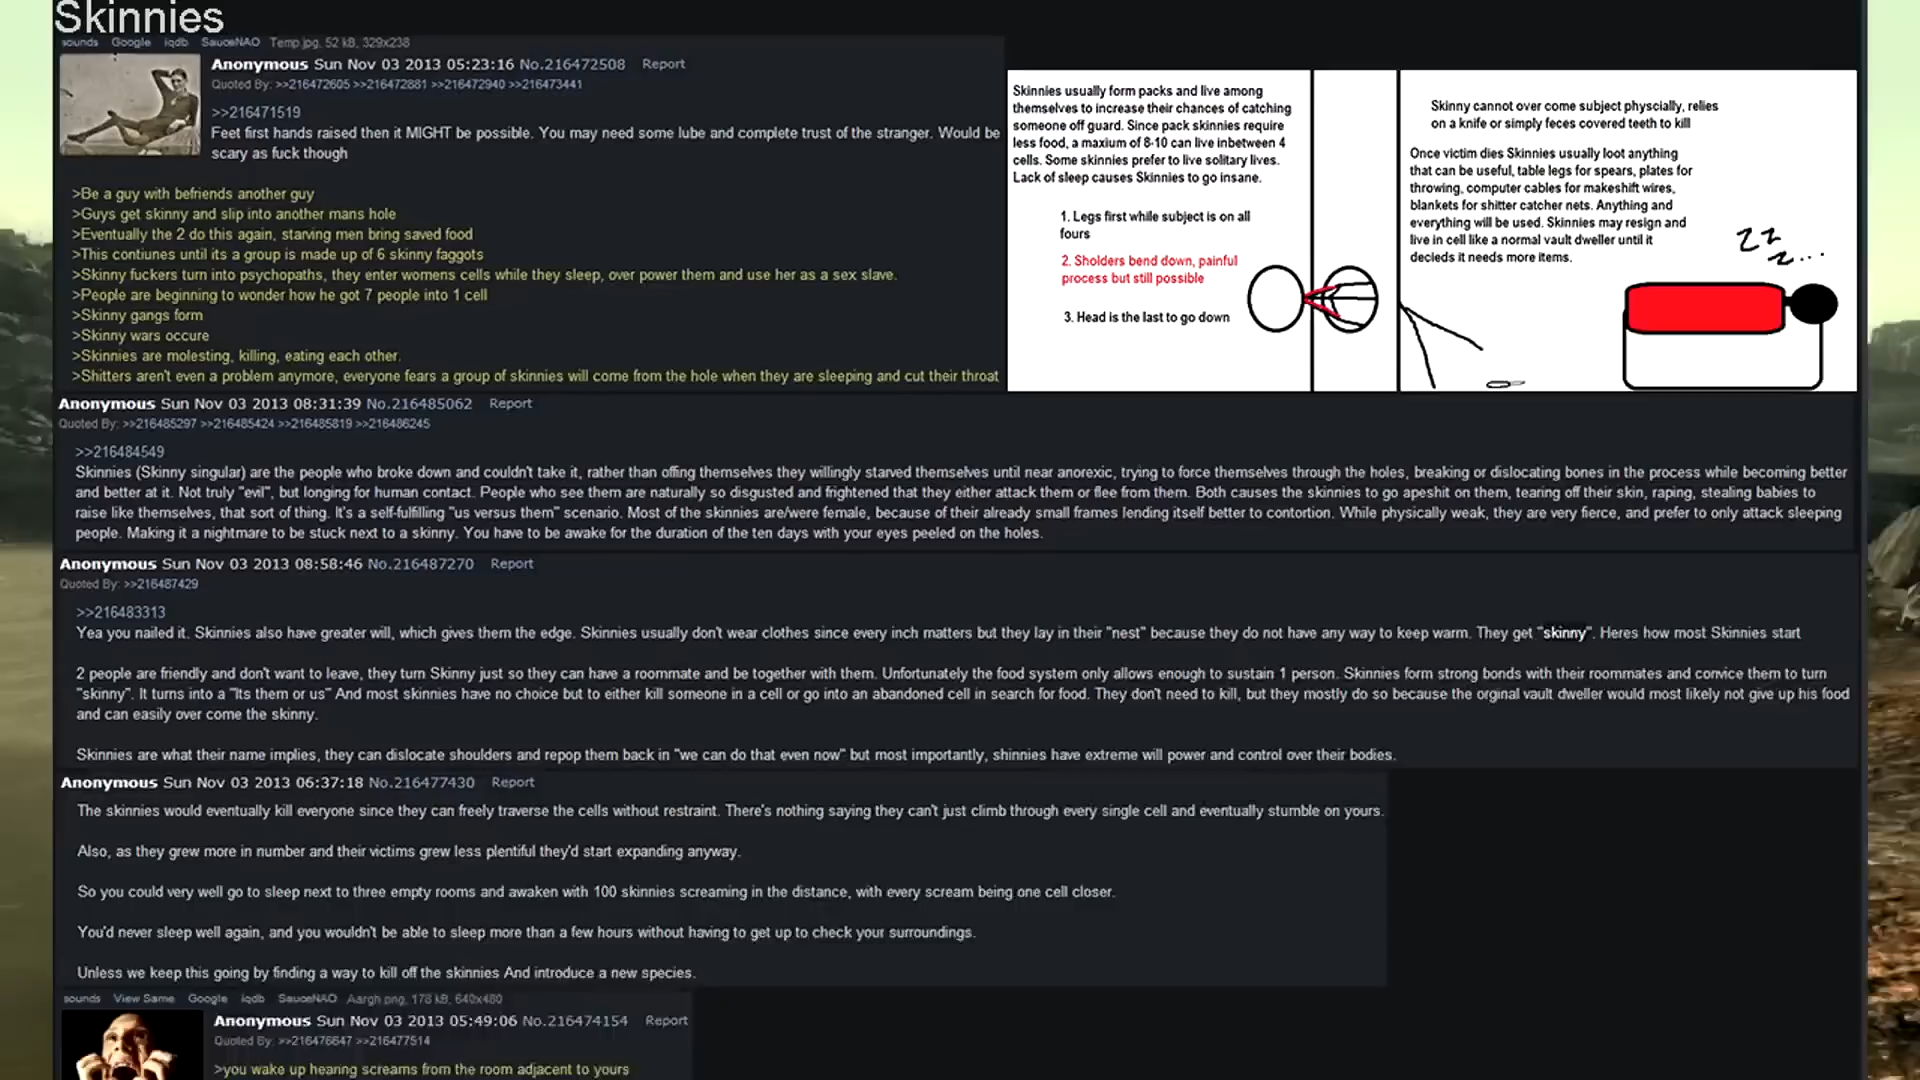 Skinnies
sounds Google iqdb SauceNAO Temp.jpg, 52 kB, 329x238
Anonymous Sun Nov 03 2013 05:23:16 No.216472508 Report
Quoted By: >>216472605 >>216472881 >>216472940 >>216473441
>>216471519
Feet first hands raised then it MIGHT be possible. You may need some lube and complete trust of the stranger. Would be
scary as fuck though
>Be a guy with befriends another guy
>Guys get skinny and slip into another mans hole
>Eventually the 2 do this again, starving men bring saved food
>This contiunes until its a group is made up of 6 skinny faggots
>Skinny fuckers turn into psychopaths, they enter womens cells while they sleep, over power them and use her as a sex slave.
>People are beginning to wonder how he got 7 people into 1 cell
>Skinny gangs form
>Skinny wars occure
>Skinnies are molesting, killing, eating each other.
>Shitters aren't even a problem anymore, everyone fears a group of skinnies will come from the hole when they are sleeping and cut their throat
Skinnies usually form packs and live among
themselves to increase their chances of catching
someone off guard. Since pack skinnies require
less food, a maxium of 8-10 can live inbetween 4
cells. Some skinnies prefer to live solitary lives.
Lack of sleep causes Skinnies to go insane.
1. Legs first while subject is on all
fours
2. Sholders bend down, painful
process but still possible
3. Head is the last to go down
Skinny cannot over come subject physcially, relies
on a knife or simply feces covered teeth to kill
Once victim dies Skinnies usually loot anything
that can be useful, table legs for spears, plates for
throwing, computer cables for makeshift wires,
blankets for shitter catcher nets. Anything and
everything will be used. Skinnies may resign and
live in cell like a normal vault dweller until it
decleds it needs more items.
ZZZ...
Anonymous Sun Nov 03 2013 08:31:39 No.216485062 Report
Quoted By: >>216485297 >>216485424 >>216485819 >>216486245
>>216484549
Skinnies (Skinny singular) are the people who broke down and couldn't take it, rather than offing themselves they willingly starved themselves until near anorexic, trying to force themselves through the holes, breaking or dislocating bones in the process while becoming better
and better at it. Not truly "evil", but longing for human contact. People who see them are naturally so disgusted and frightened that they either attack them or flee from them. Both causes the skinnies to go apeshit on them, tearing off their skin, raping, stealing babies to
raise like themselves, that sort of thing. It's a self-fulfilling "us versus them" scenario. Most of the skinnies are/were female, because of their already small frames lending itself better to contortion. While physically weak, they are very fierce, and prefer to only attack sleeping
people. Making it a nightmare to be stuck next to a skinny. You have to be awake for the duration of the ten days with your eyes peeled on the holes.
Anonymous Sun Nov 03 2013 08:58:46 No.216487270 Report
Quoted By: >>216487429
>>216483313
Yea you nailed it. Skinnies also have greater will, which gives them the edge. Skinnies usually don't wear clothes since every inch matters but they lay in their "nest" because they do not have any way to keep warm. They get "skinny". Heres how most Skinnies start
2 people are friendly and don't want to leave, they turn Skinny just so they can have a roommate and be together with them. Unfortunately the food system only allows enough to sustain 1 person. Skinnies form strong bonds with their roommates and convice them to turn
"skinny". It turns into a "Its them or us" And most skinnies have no choice but to either kill someone in a cell or go into an abandoned cell in search for food. They don't need to kill, but they mostly do so because the orginal vault dweller would most likely not give up his food
and can easily over come the skinny.
Skinnies are what their name implies, they can dislocate shoulders and repop them back in "we can do that even now" but most importantly, shinnies have extreme will power and control over their bodies.
Anonymous Sun Nov 03 2013 06:37:18 No.216477430 Report
The skinnies would eventually kill everyone since they can freely traverse the cells without restraint. There's nothing saying they can't just climb through every single cell and eventually stumble on yours.
Also, as they grew more in number and their victims grew less plentiful they'd start expanding anyway.
So you could very well go to sleep next to three empty rooms and awaken with 100 skinnies screaming in the distance, with every scream being one cell closer.
You'd never sleep well again, and you wouldn't be able to sleep more than a few hours without having to get up to check your surroundings.
Unless we keep this going by finding a way to kill off the skinnies And introduce a new species.
sounds View Same Google iqdb SauceNAO Aargh.png, 178 kB, 640x480
Anonymous Sun Nov 03 2013 05:49:06 No.216474154 Report
Quoted By: >>216476647 >>216477514
>you wake up hearing screams from the room adjacent to yours